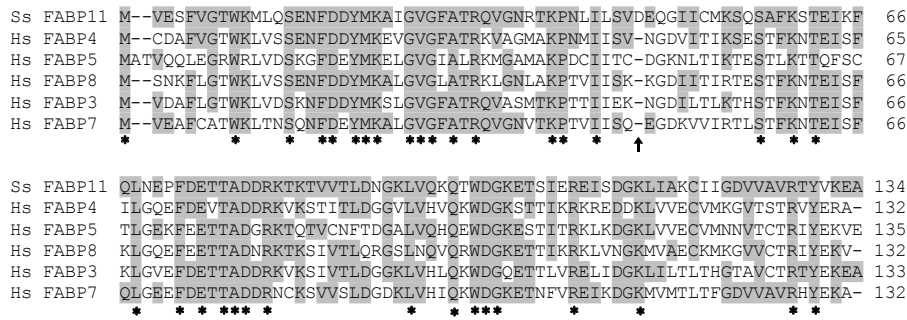 Ss FABP11 M--VESFVGTWKMLQSENFDDYMKAIGVGFATRQVGNRTKPNLILSVDEQGIICMKSQSAFKSTEIKF 66
Hs FABP4 M--CDAFVGTWKLVSSENFDDYMKEVGVGFATRKVAGMAKPNMIISV-NGDVITIKSESTFKNTEISF 65
Hs FABP5 MATVQQLEGRWRLVDSKGFDEYMKELGVGIALRKMGAMAKPDCIITC-DGKNLTIKTESTLKTTQFSC 67
Hs FABP8 M--SNKFLGTWKLVSSENFDDYMKALGVGLATRKLGNLAKPTVIISK-KGDIITIRTESTFKNTEISF 66
Hs FABP3 M--VDAFLGTWKLVDSKNFDDYMKSLGVGFATRQVASMTKPTTIIEK-NGDILTLKTHSTFKNTEISF 66
Hs FABP7 M--VEAFCATWKLTNSQNFDEYMKALGVGFATRQVGNVTKPTVIISQ-EGDKVVIRTLSTFKNTEISF 66
* * * ** *** *** * * ** * * * *
↑
Ss FABP11 QLNEPFDETTADDRKTKTVVTLDNGKLVQKQTWDGKETSIEREISDGKLIAKCIIGDVVAVRTYVKEA 134
Hs FABP4 ILGQEFDEVTADDRKVKSTITLDGGVLVHVQKWDGKSTTIKRKREDDKLVVECVMKGVTSTRVYERA- 132
Hs FABP5 TLGEKFEETTADGRKTQTVCNFTDGALVQHQEWDGKESTITRKLKDGKLVVECVMNNVTCTRIYEKVE 135
Hs FABP8 KLGQEFEETTADNRKTKSIVTLQRGSLNQVQRWDGKETTIKRKLVNGKMVAECKMKGVVCTRIYEKV- 132
Hs FABP3 KLGVEFDETTADDRKVKSIVTLDGGKLVHLQKWDGQETTLVRELIDGKLILTLTHGTAVCTRTYEKEA 133
Hs FABP7 QLGEEFDETTADDRNCKSVVSLDGDKLVHIQKWDGKETNFVREIKDGKMVMTLTFGDVVAVRHYEKA- 132
* * * *** * * * *** * * * *